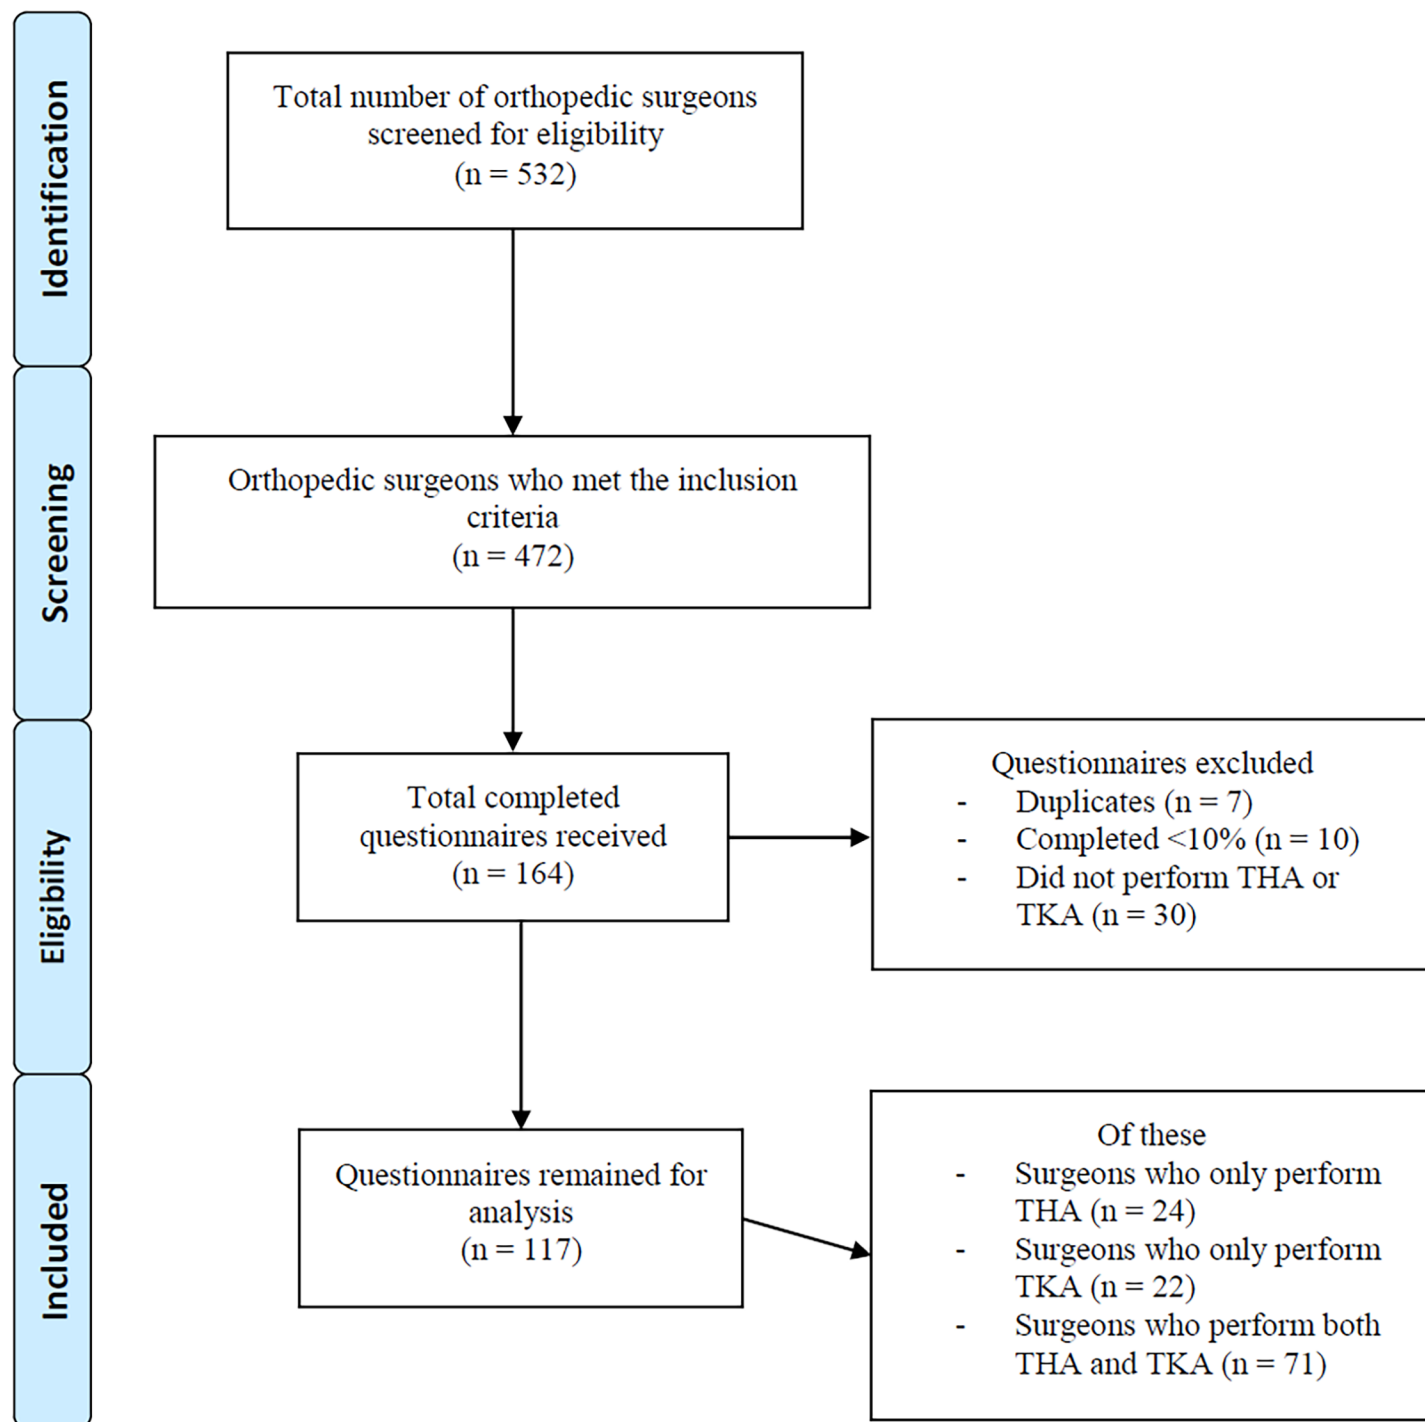 Identification
Total number of orthopedic surgeons
screened for eligibility
(n = 532)
Screening
Orthopedic surgeons who met the inclusion
criteria
(n = 472)
Eligibility
Total completed
questionnaires received
(n = 164)
Questionnaires excluded
- Duplicates (n = 7)
- Completed <10% (n = 10)
- Did not perform THA or
TKA (n = 30)
Included
Questionnaires remained for
analysis
(n = 117)
Of these
- Surgeons who only perform
THA (n = 24)
- Surgeons who only perform
TKA (n = 22)
- Surgeons who perform both
THA and TKA (n = 71)